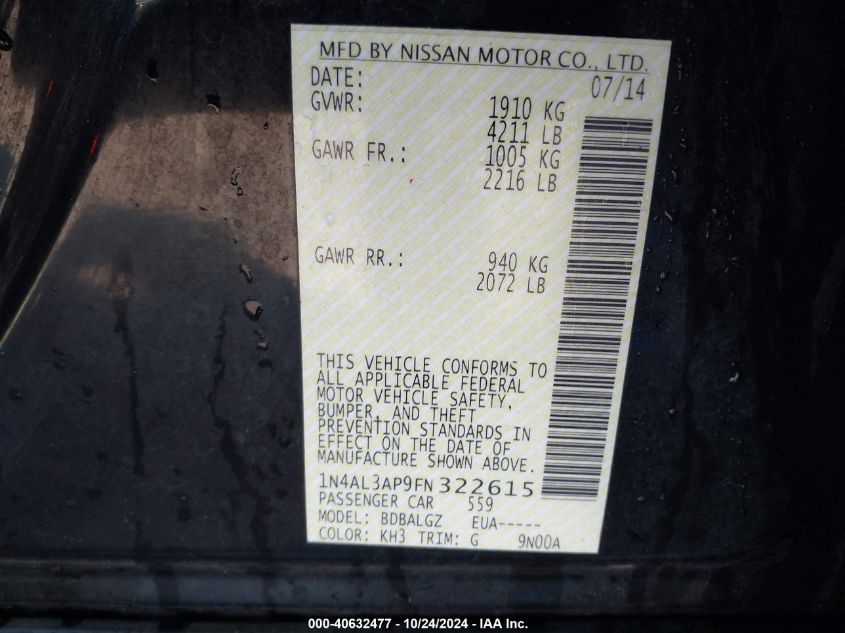 MFD BY NISSAN MOTOR CO., LTD.
DATE: 07/14
GVWR: 1910 KG
4211 LB
GAWR FR.: 1005 KG
2216 LB
GAWR RR.: 940 KG
2072 LB
THIS VEHICLE CONFORMS TO
ALL APPLICABLE FEDERAL
MOTOR VEHICLE SAFETY,
BUMPER, AND THEFT
PREVENTION STANDARDS IN
EFFECT ON THE DATE OF
MANUFACTURE SHOWN ABOVE.
1N4AL3AP9FN 322615
PASSENGER CAR 559
MODEL: BDBALGZ EUA-----
COLOR: KH3 TRIM: G 9N00A
000-40632477 - 10/24/2024 - IAA Inc.